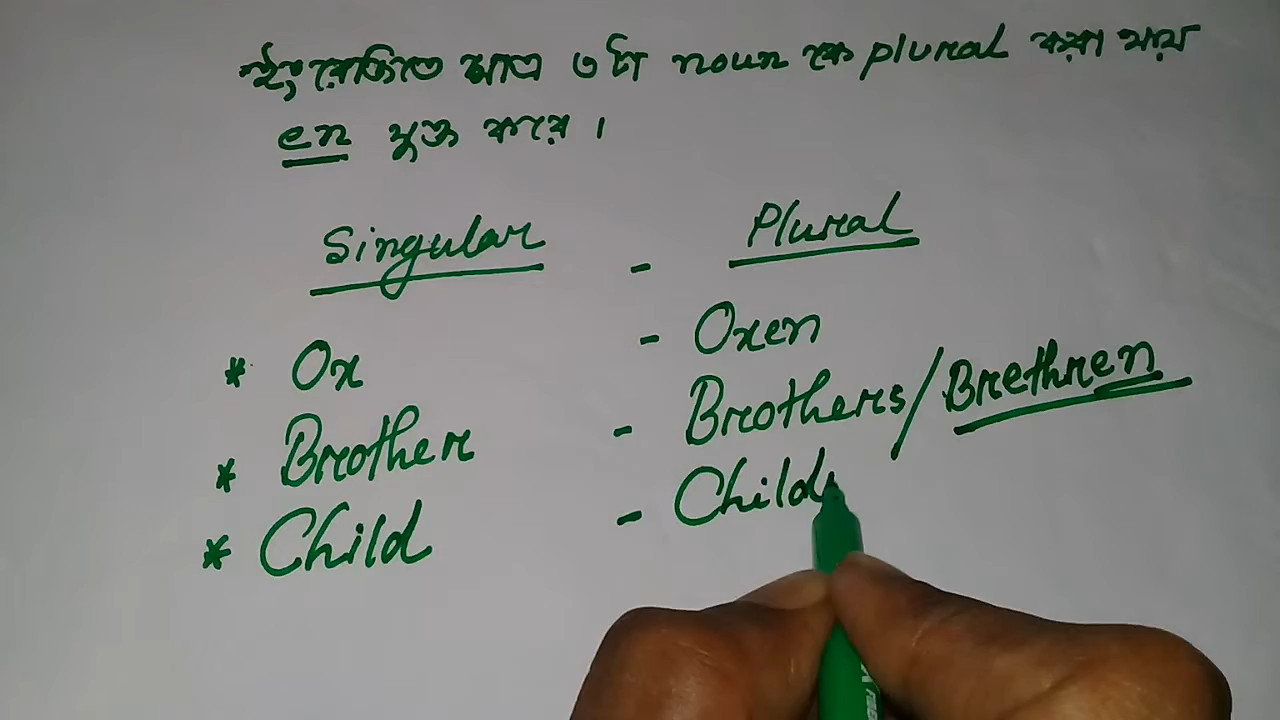 ইংরেজিতে মাত্র ৩টা noun কে plural করা যায়
en যুক্ত করে।
Singular - Plural
* Ox - Oxen
* Brother - Brothers/Brethren
* Child - Child